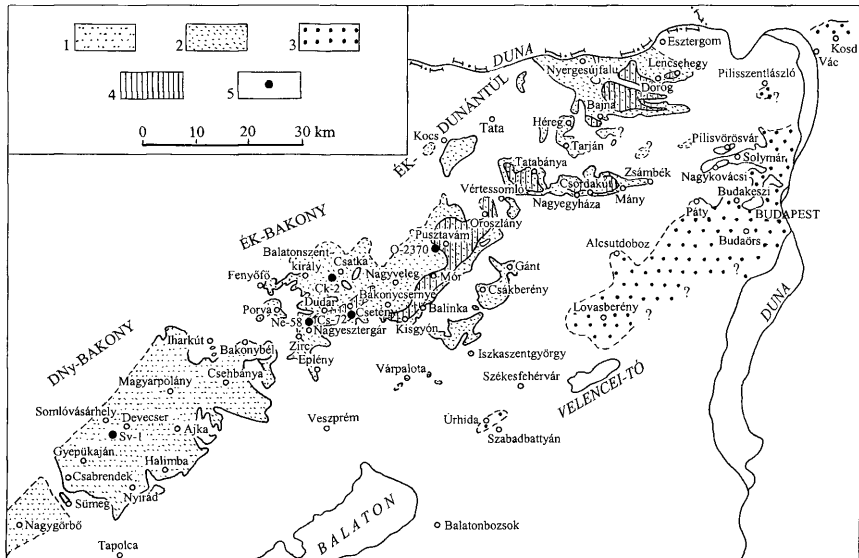 1
2
3
4
5
0 10 20 30 km
DUNA
Esztergom
Nyergesújfalu
Lencsehegy
Dorog
Bajna
Kosd
Vác
Pilisszentlászló
?
ÉK-DUNÁNTÚL
Kocs
Tata
Héreg
Tarján
?
?
Pilisvörösvár
Solymár
Nagykovácsi
Budakeszi
Páty
BUDAPEST
Budaörs
Tatabánya
Csordakút
Zsámbék
Vértessomló
Nagyegyháza
Mány
Oroszlány
Pusztavám
O-2370
ÉK-BAKONY
Balatonszent-
király
Csatka
Fenyőfő
Ck-2
Nagyveleg
Mór
Gánt
Csákberény
Alcsutdoboz
?
Lovasberény
?
?
DUNA
Dudar
Bakonycsernye
Porva
Né-58
Cs-72
Csetény
Balinka
Nagyesztergár
Kisgyón
Zirc
Eplény
Iszkaszentgyörgy
DNy-BAKONY
Iharkút
Bakonybél
Magyarpolány
Csehbánya
Várpalota
Székesfehérvár
VELENCEI-TÓ
Somlóvásárhely
Devecser
Sv-1
Ajka
Veszprém
Úrhida
?
Szabadbattyán
Gyepükaján
Halimba
Csabrendek
Nyirád
Sümeg
Nagygörbő
Tapolca
BALATON
Balatonbozsok